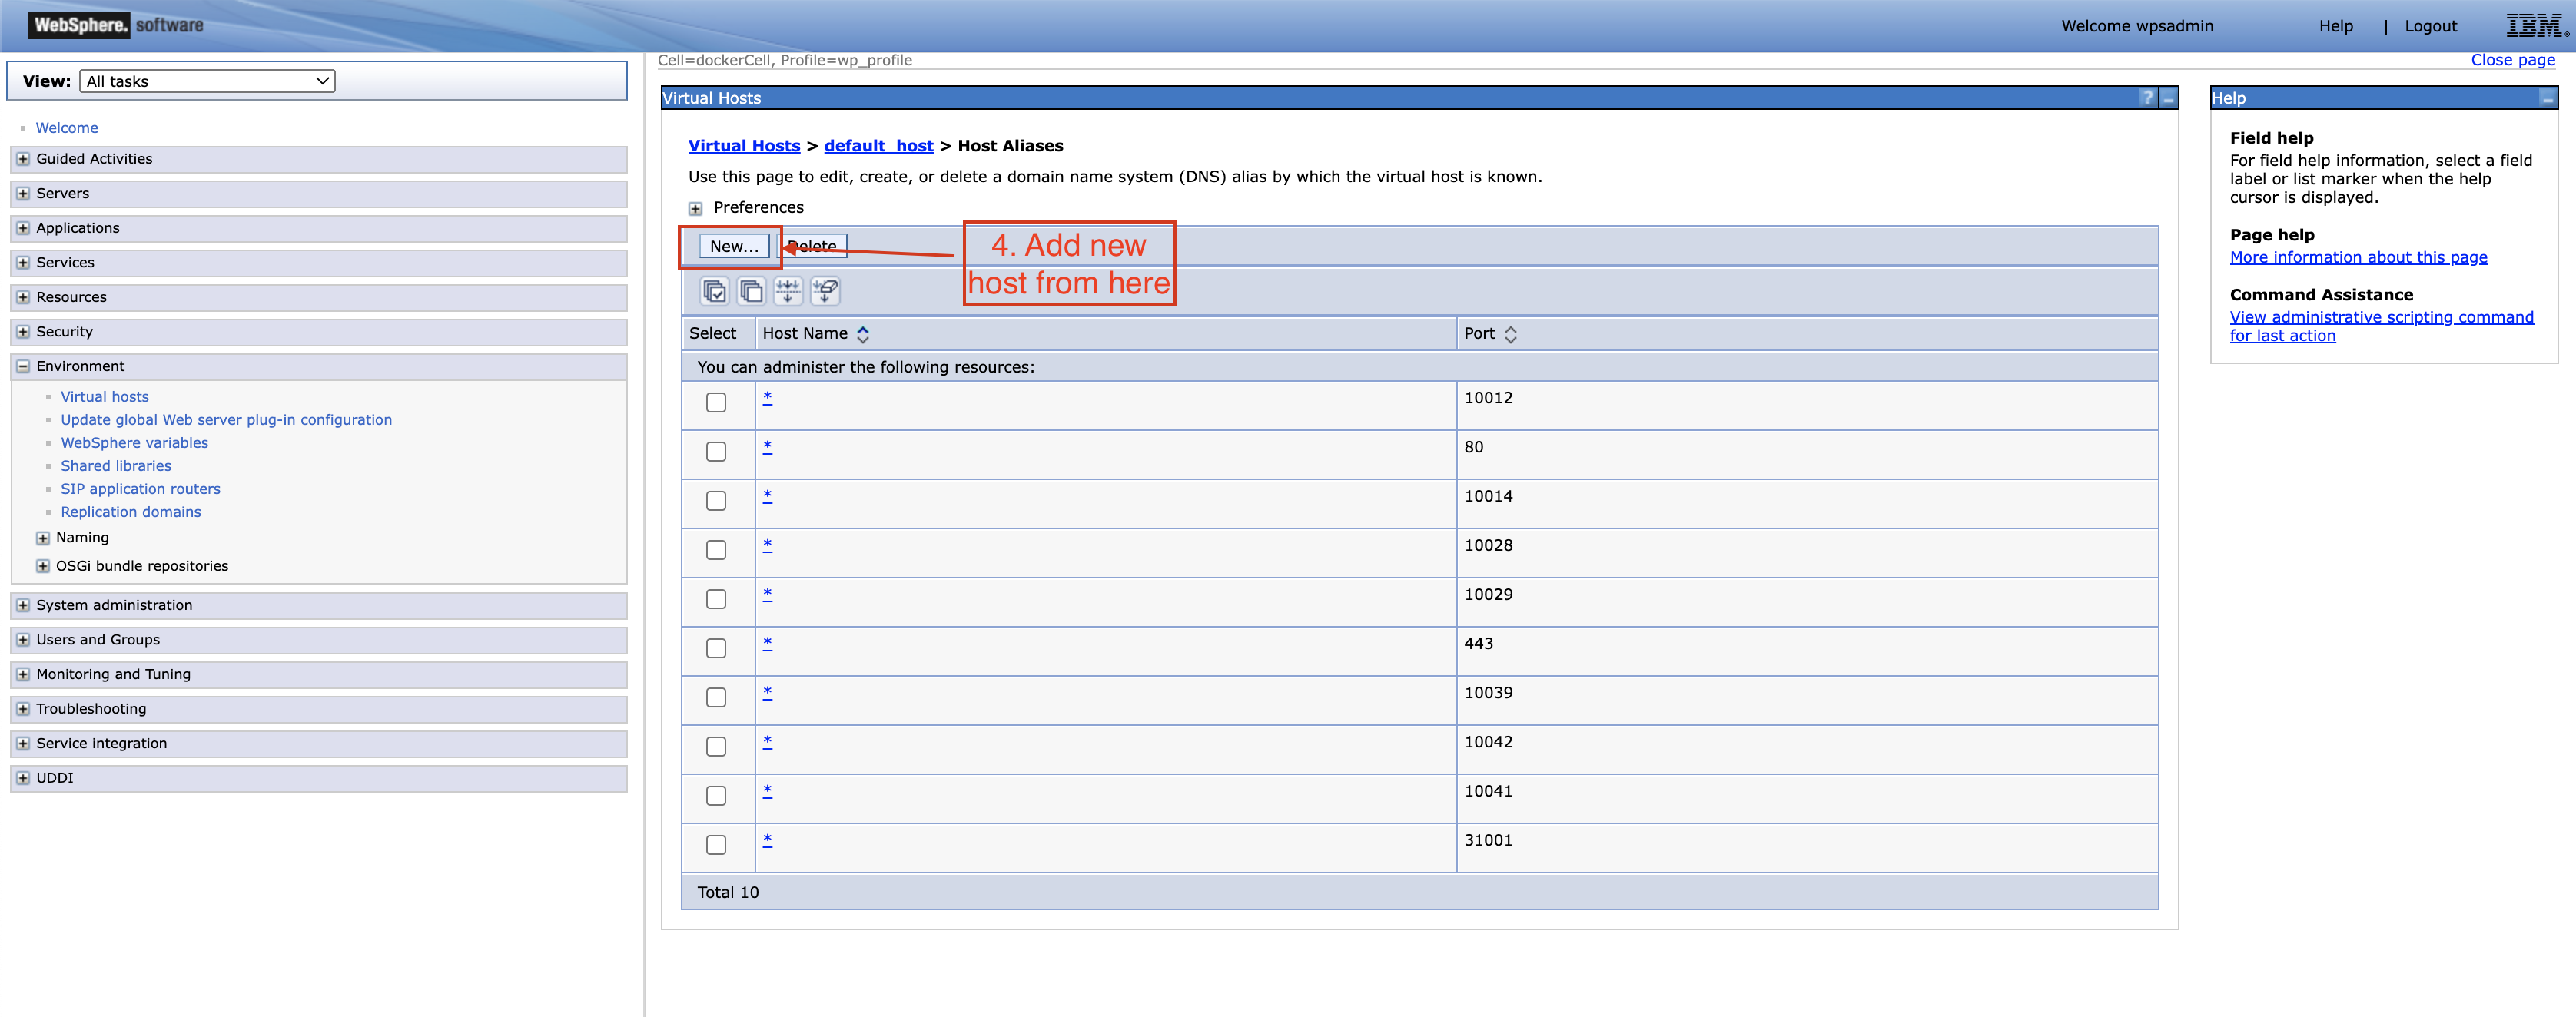 WebSphere. software
Welcome wpsadmin Help | Logout IBM
View: All tasks
Welcome
Guided Activities
Servers
Applications
Services
Resources
Security
Environment
Virtual hosts
Update global Web server plug-in configuration
WebSphere variables
Shared libraries
SIP application routers
Replication domains
Naming
OSGi bundle repositories
System administration
Users and Groups
Monitoring and Tuning
Troubleshooting
Service integration
UDDI
Cell=dockerCell, Profile=wp_profile
Close page
Virtual Hosts
Virtual Hosts > default_host > Host Aliases
Use this page to edit, create, or delete a domain name system (DNS) alias by which the virtual host is known.
Preferences
New... Delete
4. Add new
host from here
Select Host Name Port
You can administer the following resources:
* 10012
* 80
* 10014
* 10028
* 10029
* 443
* 10039
* 10042
* 10041
* 31001
Total 10
Help
Field help
For field help information, select a field
label or list marker when the help
cursor is displayed.
Page help
More information about this page
Command Assistance
View administrative scripting command
for last action